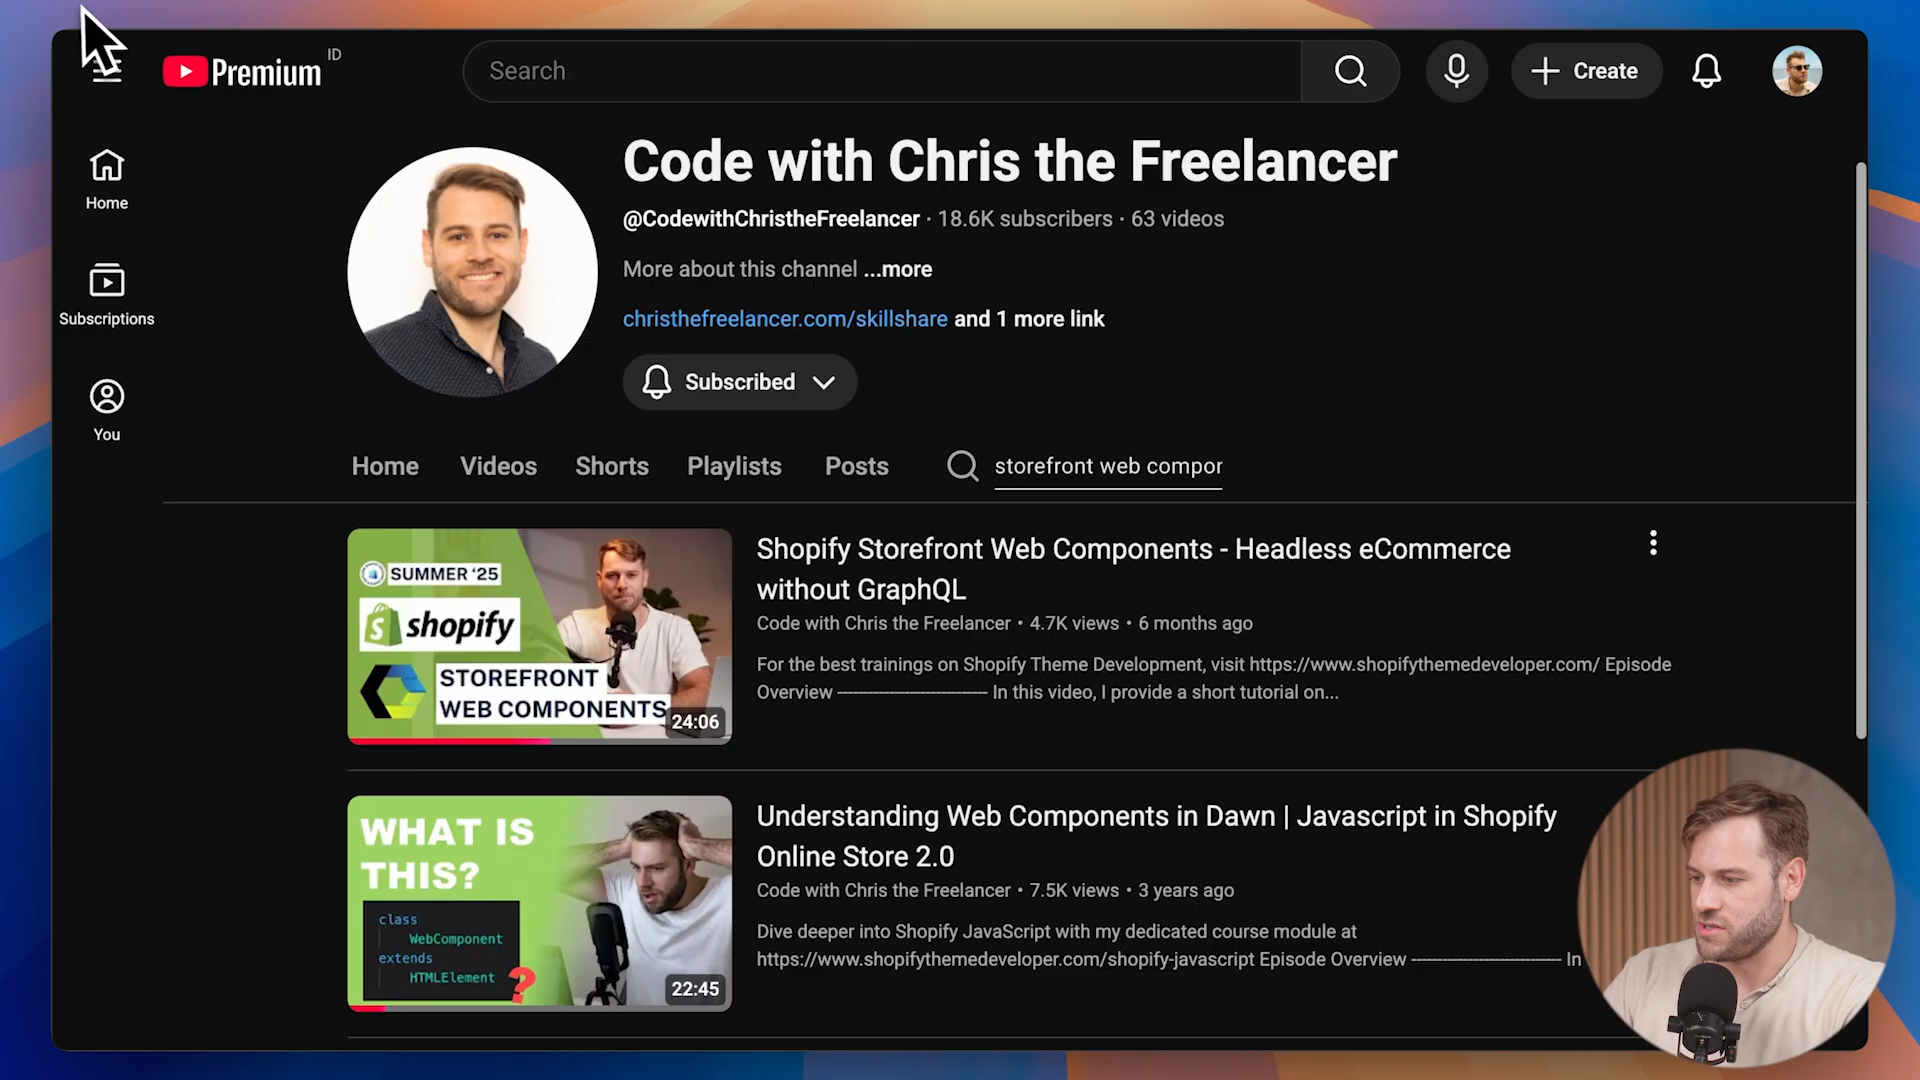 Premium ID
Search
Create
Home
Subscriptions
You
Code with Chris the Freelancer
@CodewithChristheFreelancer · 18.6K subscribers · 63 videos
More about this channel ...more
christhefreelancer.com/skillshare and 1 more link
Subscribed
Home Videos Shorts Playlists Posts storefront web compor
SUMMER '25
shopify
STOREFRONT
WEB COMPONENTS
24:06
Shopify Storefront Web Components - Headless eCommerce
without GraphQL
Code with Chris the Freelancer • 4.7K views • 6 months ago
For the best trainings on Shopify Theme Development, visit https://www.shopifythemedeveloper.com/ Episode
Overview ---------------------------- In this video, I provide a short tutorial on...
WHAT IS
THIS?
class
WebComponent
extends
HTMLElement ?
22:45
Understanding Web Components in Dawn | Javascript in Shopify
Online Store 2.0
Code with Chris the Freelancer • 7.5K views • 3 years ago
Dive deeper into Shopify JavaScript with my dedicated course module at
https://www.shopifythemedeveloper.com/shopify-javascript Episode Overview ---------------------------- In